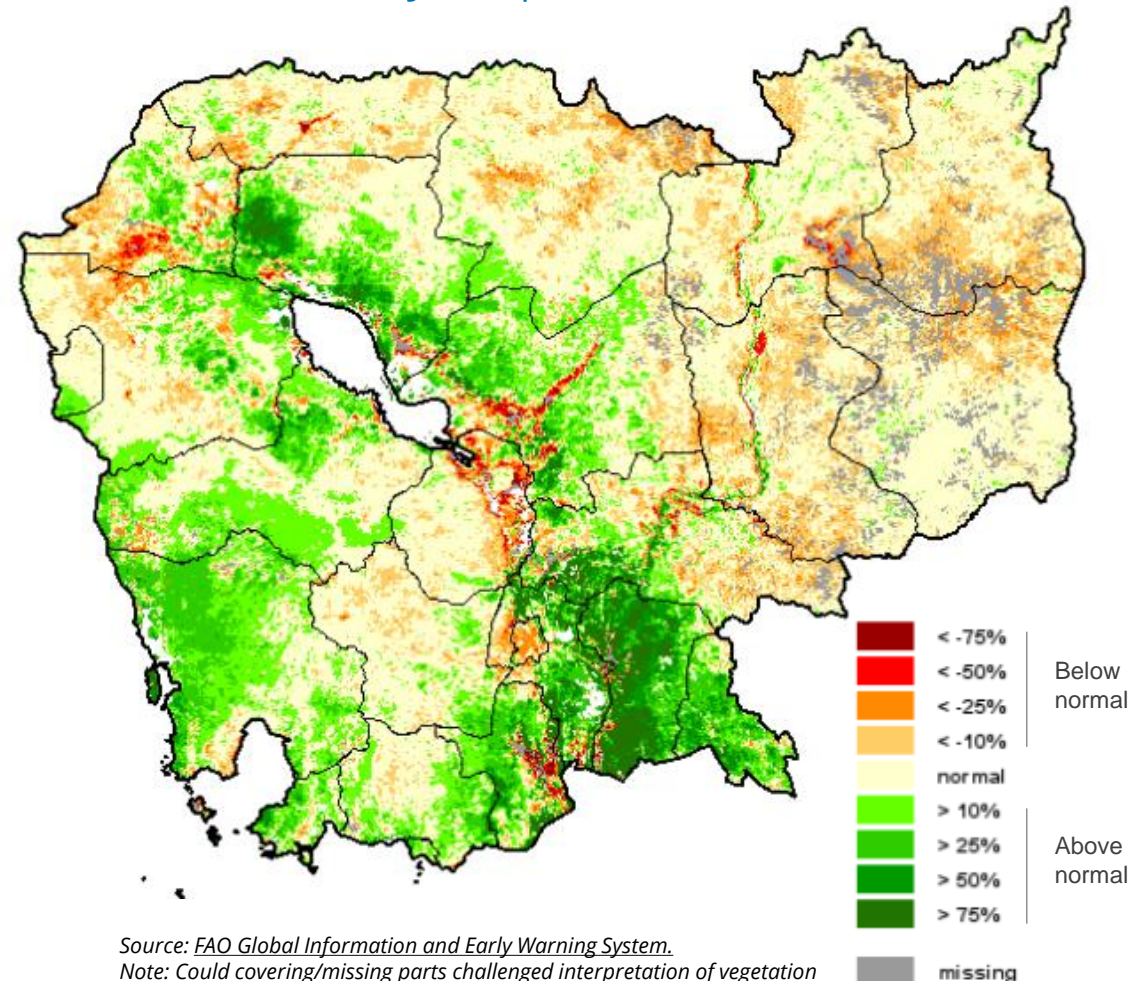 < -75%
< -50%
< -25%
< -10%
normal
> 10%
> 25%
> 50%
> 75%
missing
Below
normal
Above
normal
Source: FAO Global Information and Early Warning System.
Note: Could covering/missing parts challenged interpretation of vegetation